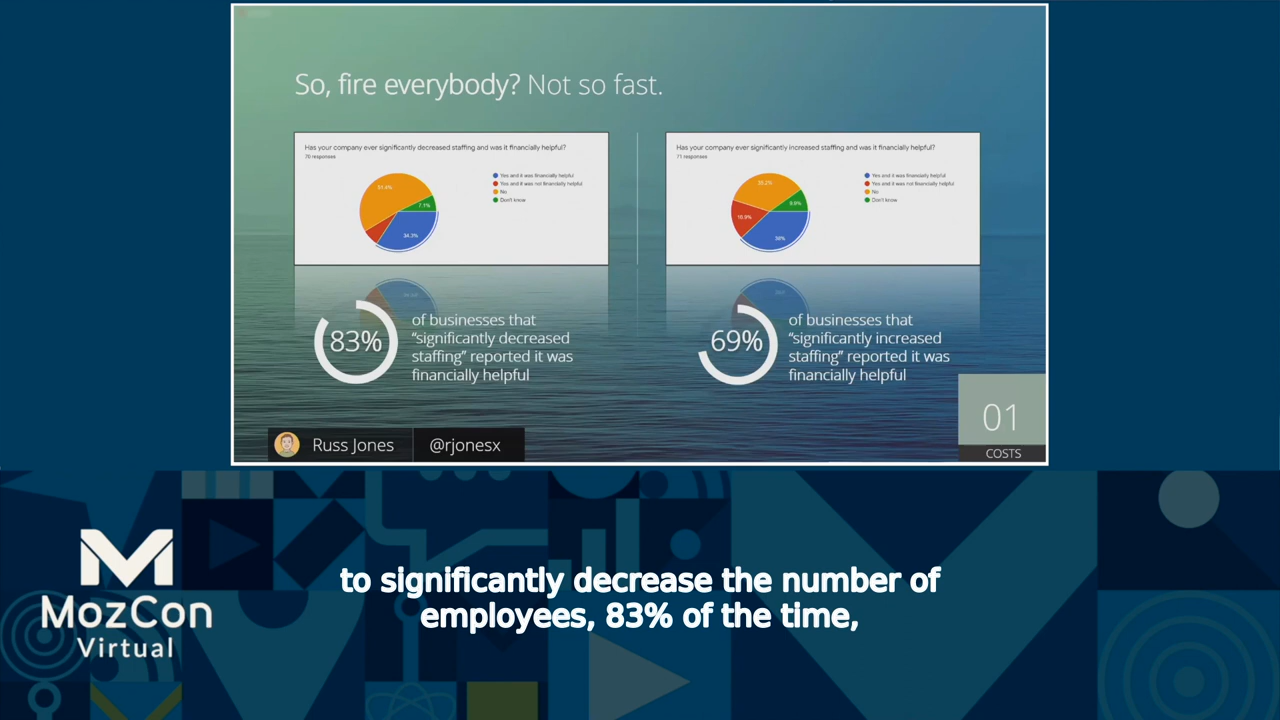 So, fire everybody? Not so fast.
Has your company ever significantly decreased staffing and was it financially helpful?
70 responses
Yes and it was financially helpful
Yes and it was not financially helpful
No
Don't know
51.4%
7.1%
34.3%
Has your company ever significantly increased staffing and was it financially helpful?
71 responses
Yes and it was financially helpful
Yes and it was not financially helpful
No
Don't know
35.2%
9.9%
16.9%
38%
83%
of businesses that
“significantly decreased
staffing” reported it was
financially helpful
69%
of businesses that
“significantly increased
staffing” reported it was
financially helpful
01
COSTS
Russ Jones
@rjonesx
MozCon
Virtual
to significantly decrease the number of
employees, 83% of the time,